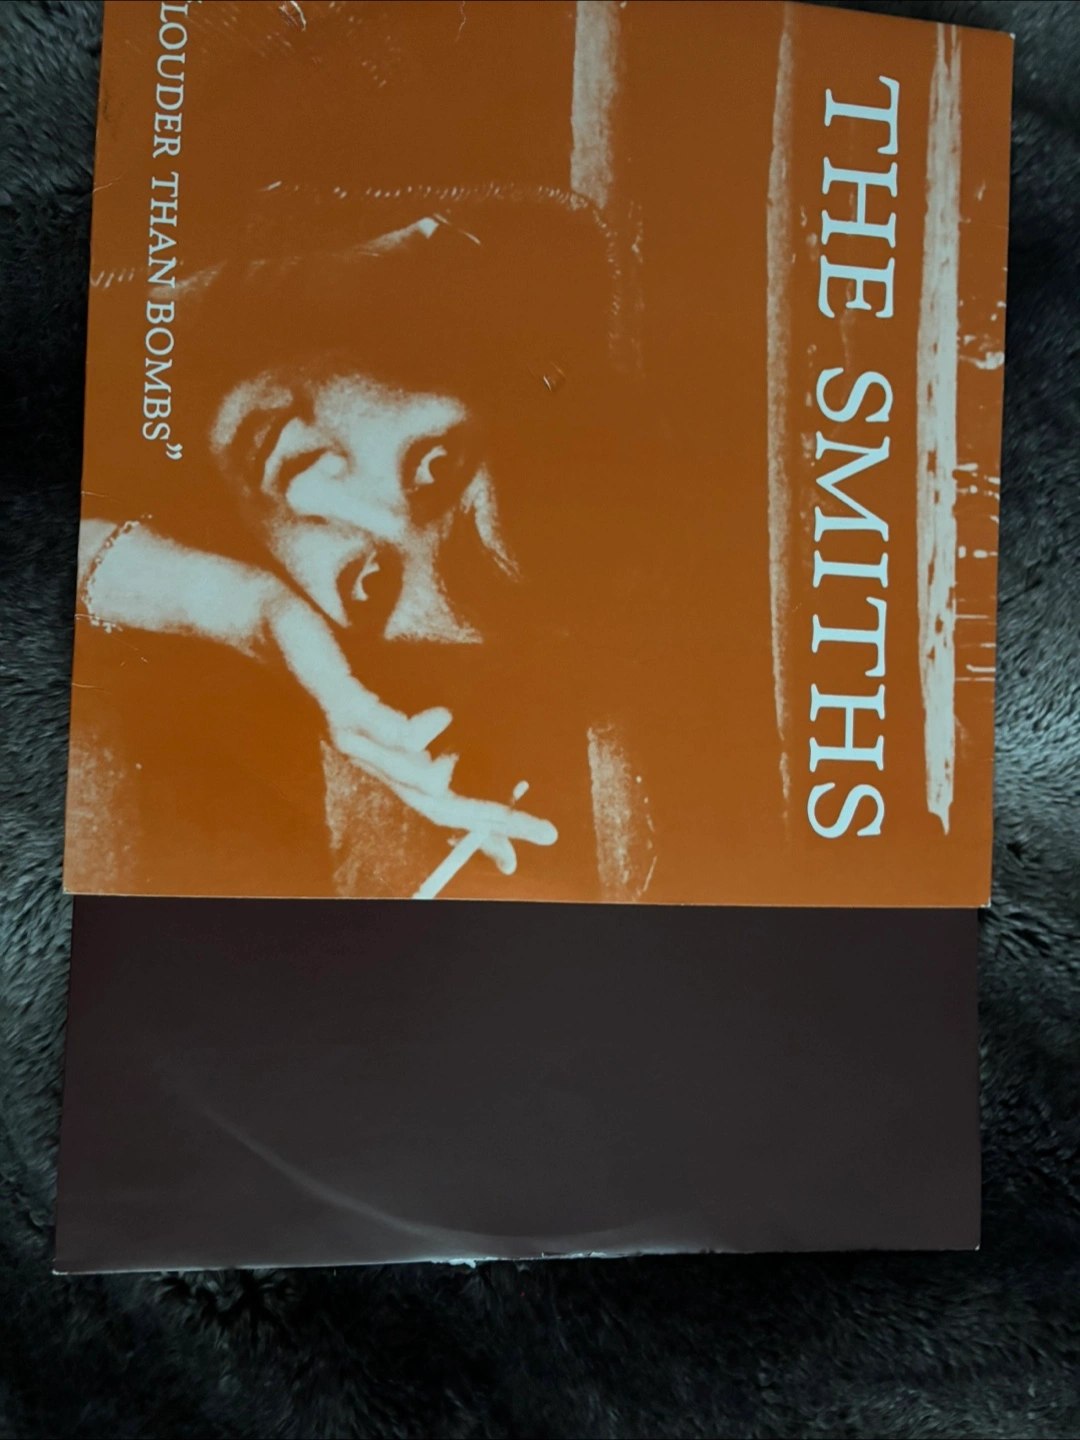 THE SMITHS
“LOUDER THAN BOMBS”